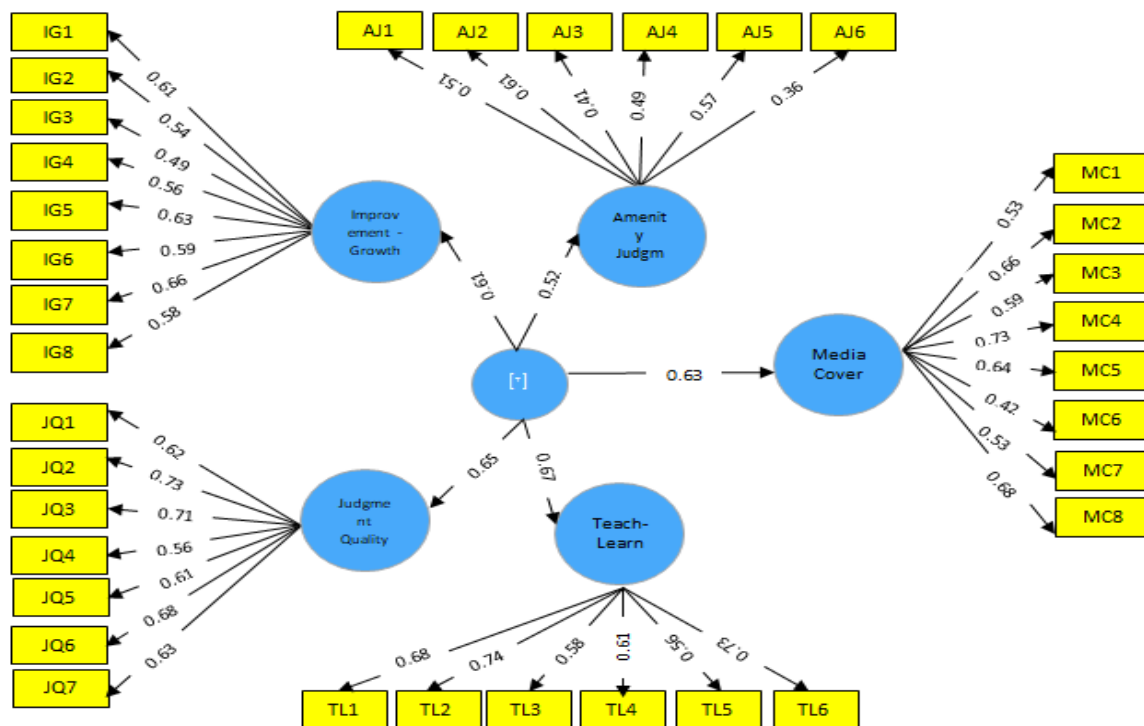 IG1
IG2
IG3
IG4
IG5
IG6
IG7
IG8
0.61
0.54
0.49
0.56
0.63
0.59
0.66
0.58
Improv
ement -
Growth
AJ1
AJ2
AJ3
AJ4
AJ5
AJ6
0.51
0.61
0.41
0.49
0.57
0.36
Amenit
y
Judgm
0.61
0.52
[-]
0.63
Media
Cover
0.53
0.66
0.59
0.73
0.64
0.42
0.53
0.68
MC1
MC2
MC3
MC4
MC5
MC6
MC7
MC8
JQ1
JQ2
JQ3
JQ4
JQ5
JQ6
JQ7
0.62
0.73
0.71
0.56
0.61
0.68
0.63
Judgme
nt
Quality
0.65
0.67
Teach-
Learn
0.68
0.74
0.58
0.61
0.56
0.73
TL1
TL2
TL3
TL4
TL5
TL6